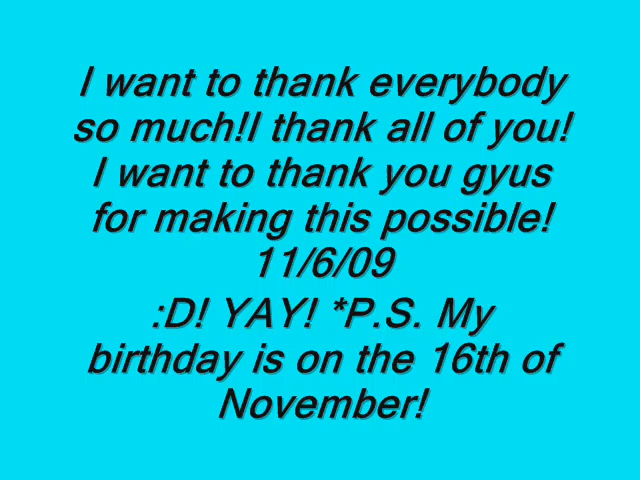 I want to thank everybody
so much!I thank all of you!
I want to thank you gyus
for making this possible!
11/6/09
:D! YAY! *P.S. My
birthday is on the 16th of
November!